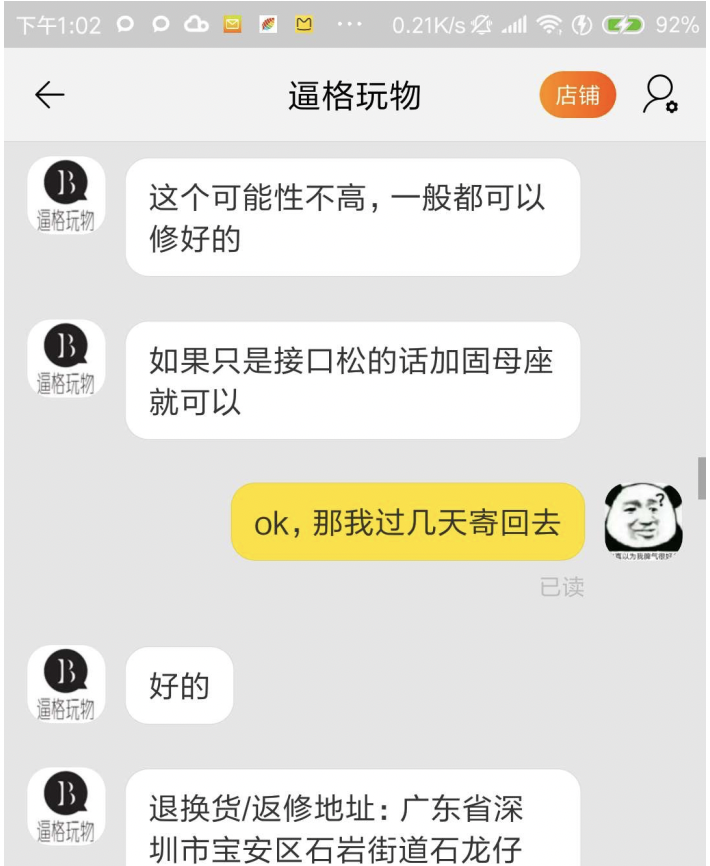 下午1:02 ··· 0.21K/s 92%
逼格玩物 店铺
B
逼格玩物
这个可能性不高，一般都可以
修好的
B
逼格玩物
如果只是接口松的话加固母座
就可以
ok，那我过几天寄回去
已读
B
逼格玩物
好的
B
逼格玩物
退换货/返修地址：广东省深
圳市宝安区石岩街道石龙仔